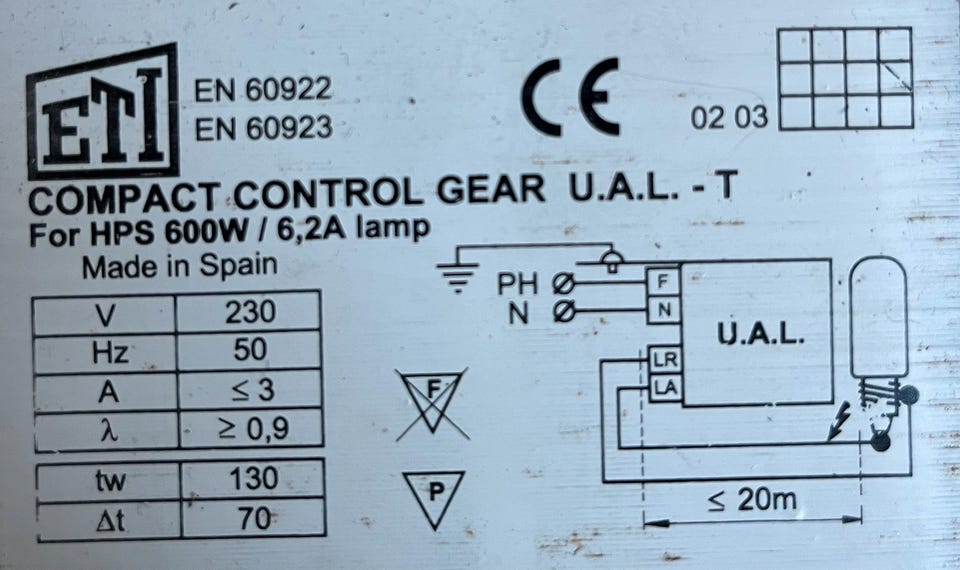 ETI
EN 60922
EN 60923
CE
02 03
COMPACT CONTROL GEAR U.A.L. - T
For HPS 600W / 6,2A lamp
Made in Spain
V 230
Hz 50
A ≤ 3
λ ≥ 0,9
tw 130
Δt 70
F
P
PH F
N N
U.A.L.
LR
LA
≤ 20m